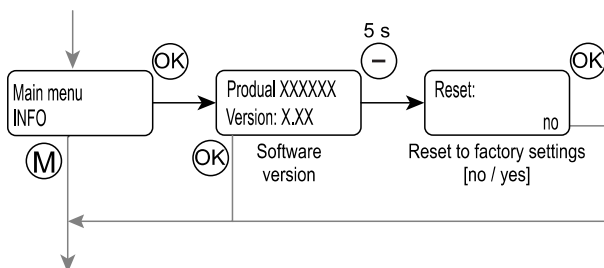 5 s
OK
OK
−
Main menu
INFO
Produal XXXXXX
Version: X.XX
Reset:
no
M
OK
Software
version
Reset to factory settings
[no / yes]